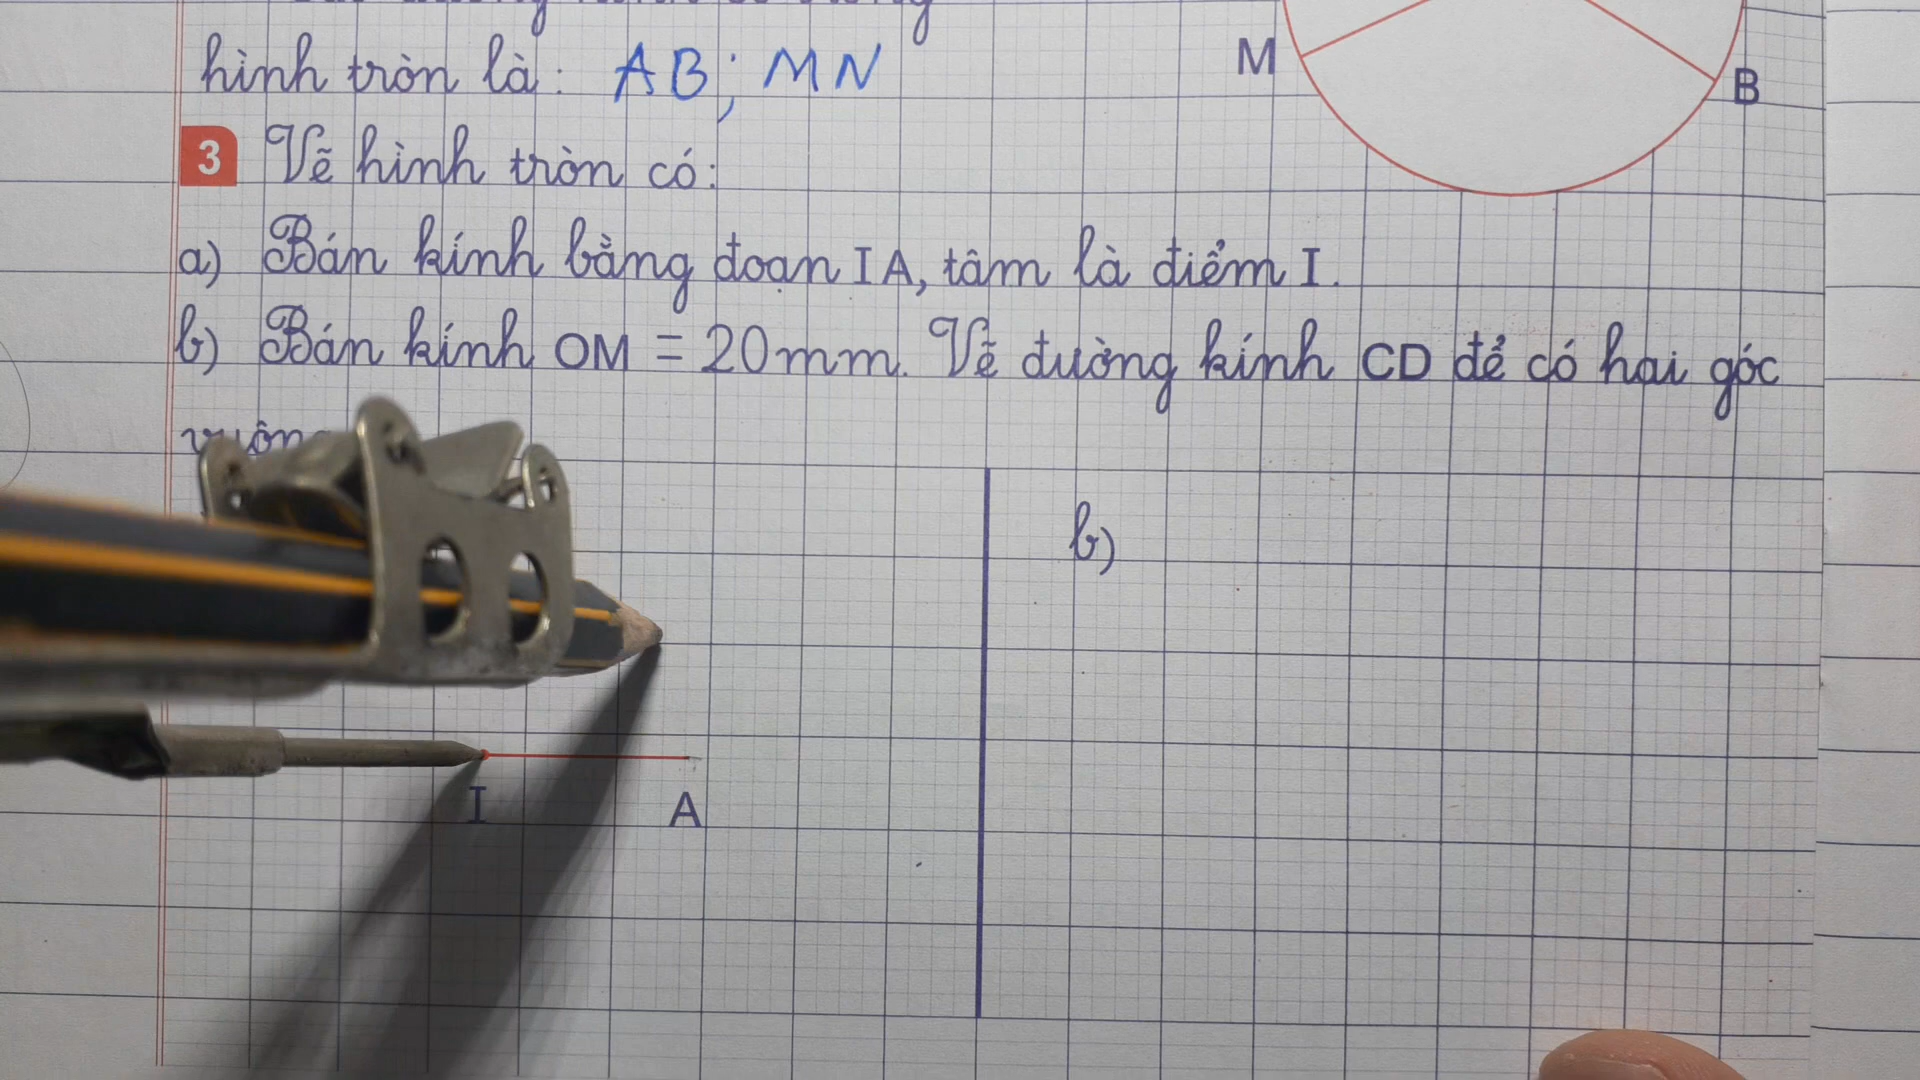 hình tròn là: AB; MN
M
B
3 Vẽ hình tròn có:
a) Bán kính bằng đoạn IA, tâm là điểm I.
b) Bán kính OM = 20mm. Vẽ đường kính CD để có hai góc
b)
I
A